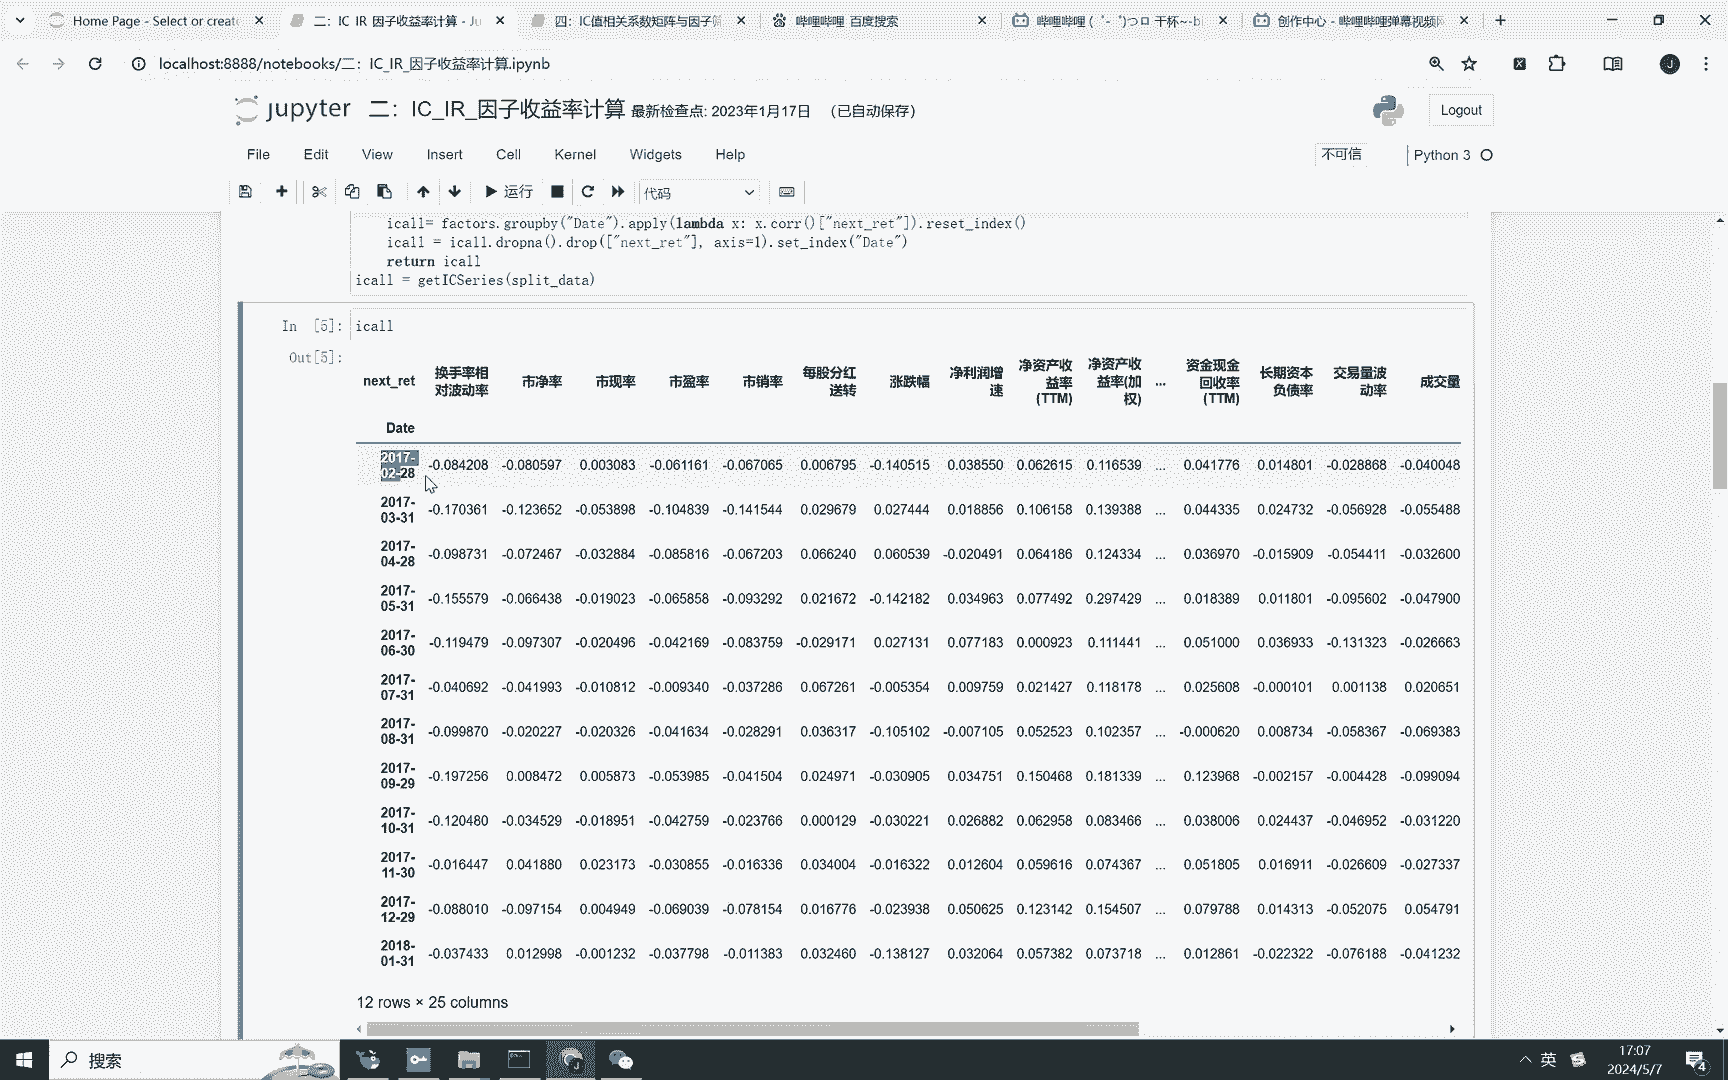 Home Page - Select or create
二：IC_IR_因子收益率计算 - Ju
四：IC值相关系数矩阵与因子筛
哔哩哔哩_百度搜索
哔哩哔哩 (゜-゜)つロ 干杯~-b
创作中心 - 哔哩哔哩弹幕视频网
localhost:8888/notebooks/二：IC_IR_因子收益率计算.ipynb
J
jupyter 二：IC_IR_因子收益率计算 最新检查点: 2023年1月17日 (已自动保存)
Logout
File Edit View Insert Cell Kernel Widgets Help
不可信 Python 3
运行 代码
icall= factors.groupby("Date").apply(lambda x: x.corr()["next_ret"]).reset_index()
icall = icall.dropna().drop(["next_ret"], axis=1).set_index("Date")
return icall
icall = getICSeries(split_data)
In [5]: icall
Out[5]:
next_ret 换手率相对波动率 市净率 市现率 市盈率 市销率 每股分红送转 涨跌幅 净利润增速 净资产收益率(TTM) 净资产收益率(加权) ... 资金现金回收率(TTM) 长期资本负债率 交易量波动率 成交量
Date
2017-02-28 -0.084208 -0.080597 0.003083 -0.061161 -0.067065 0.006795 -0.140515 0.038550 0.062615 0.116539 ... 0.041776 0.014801 -0.028868 -0.040048
2017-03-31 -0.170361 -0.123652 -0.053898 -0.104839 -0.141544 0.029679 0.027444 0.018856 0.106158 0.139388 ... 0.044335 0.024732 -0.056928 -0.055488
2017-04-28 -0.098731 -0.072467 -0.032884 -0.085816 -0.067203 0.066240 0.060539 -0.020491 0.064186 0.124334 ... 0.036970 -0.015909 -0.054411 -0.032600
2017-05-31 -0.155579 -0.066438 -0.019023 -0.065858 -0.093292 0.021672 -0.142182 0.034963 0.077492 0.297429 ... 0.018389 0.011801 -0.095602 -0.047900
2017-06-30 -0.119479 -0.097307 -0.020496 -0.042169 -0.083759 -0.029171 0.027131 0.077183 0.000923 0.111441 ... 0.051000 0.036933 -0.131323 -0.026663
2017-07-31 -0.040692 -0.041993 -0.010812 -0.009340 -0.037286 0.067261 -0.005354 0.009759 0.021427 0.118178 ... 0.025608 -0.000101 0.001138 0.020651
2017-08-31 -0.099870 -0.020227 -0.020326 -0.041634 -0.028291 0.036317 -0.105102 -0.007105 0.052523 0.102357 ... -0.000620 0.008734 -0.058367 -0.069383
2017-09-29 -0.197256 0.008472 0.005873 -0.053985 -0.041504 0.024971 -0.030905 0.034751 0.150468 0.181339 ... 0.123968 -0.002157 -0.004428 -0.099094
2017-10-31 -0.120480 -0.034529 -0.018951 -0.042759 -0.023766 0.000129 -0.030221 0.026882 0.062958 0.083466 ... 0.038006 0.024437 -0.046952 -0.031220
2017-11-30 -0.016447 0.041880 0.023173 -0.030855 -0.016336 0.034004 -0.016322 0.012604 0.059616 0.074367 ... 0.051805 0.016911 -0.026609 -0.027337
2017-12-29 -0.088010 -0.097154 0.004949 -0.069039 -0.078154 0.016776 -0.023938 0.050625 0.123142 0.154507 ... 0.079788 0.014313 -0.052075 0.054791
2018-01-31 -0.037433 0.012998 -0.001232 -0.037798 -0.011383 0.032460 -0.138127 0.032064 0.057382 0.073718 ... 0.012861 -0.022322 -0.076188 -0.041232
12 rows × 25 columns
搜索
英
17:07
2024/5/7
4